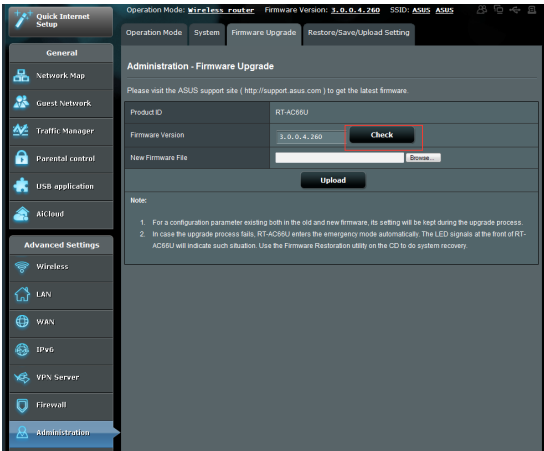 Operation Mode: Wireless router Firmware Version: 3.0.0.4.260 SSID: ASUS ASUS
Quick Internet
Setup
Operation Mode System Firmware Upgrade Restore/Save/Upload Setting
General
Network Map
Guest Network
Traffic Manager
Parental control
USB application
AiCloud
Advanced Settings
Wireless
LAN
WAN
IPv6
VPN Server
Firewall
Administration
Administration - Firmware Upgrade
Please visit the ASUS support site ( http://support.asus.com ) to get the latest firmware.
Product ID RT-AC66U
Firmware Version 3.0.0.4.260 Check
New Firmware File Browse...
Upload
Note:
1. For a configuration parameter existing both in the old and new firmware, its setting will be kept during the upgrade process.
2. In case the upgrade process fails, RT-AC66U enters the emergency mode automatically. The LED signals at the front of RT-
AC66U will indicate such situation. Use the Firmware Restoration utility on the CD to do system recovery.